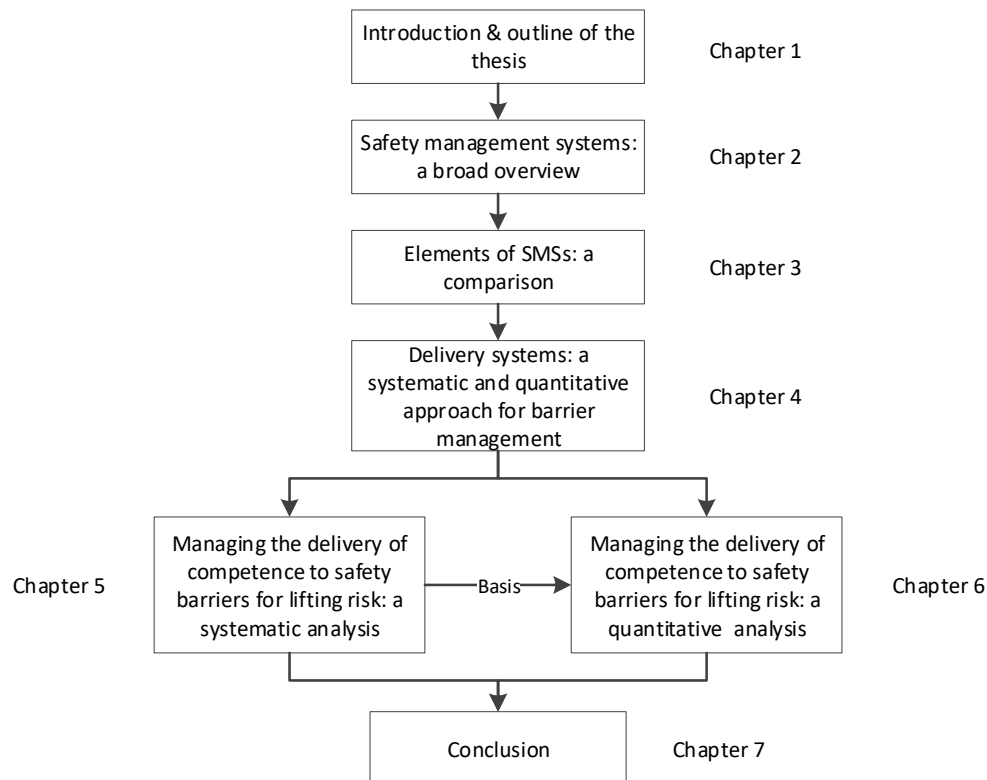 Introduction & outline of the
thesis
Chapter 1
Safety management systems:
a broad overview
Chapter 2
Elements of SMSs: a
comparison
Chapter 3
Delivery systems: a
systematic and quantitative
approach for barrier
management
Chapter 4
Chapter 5
Managing the delivery of
competence to safety
barriers for lifting risk: a
systematic analysis
Basis
Managing the delivery of
competence to safety
barriers for lifting risk: a
quantitative analysis
Chapter 6
Conclusion
Chapter 7